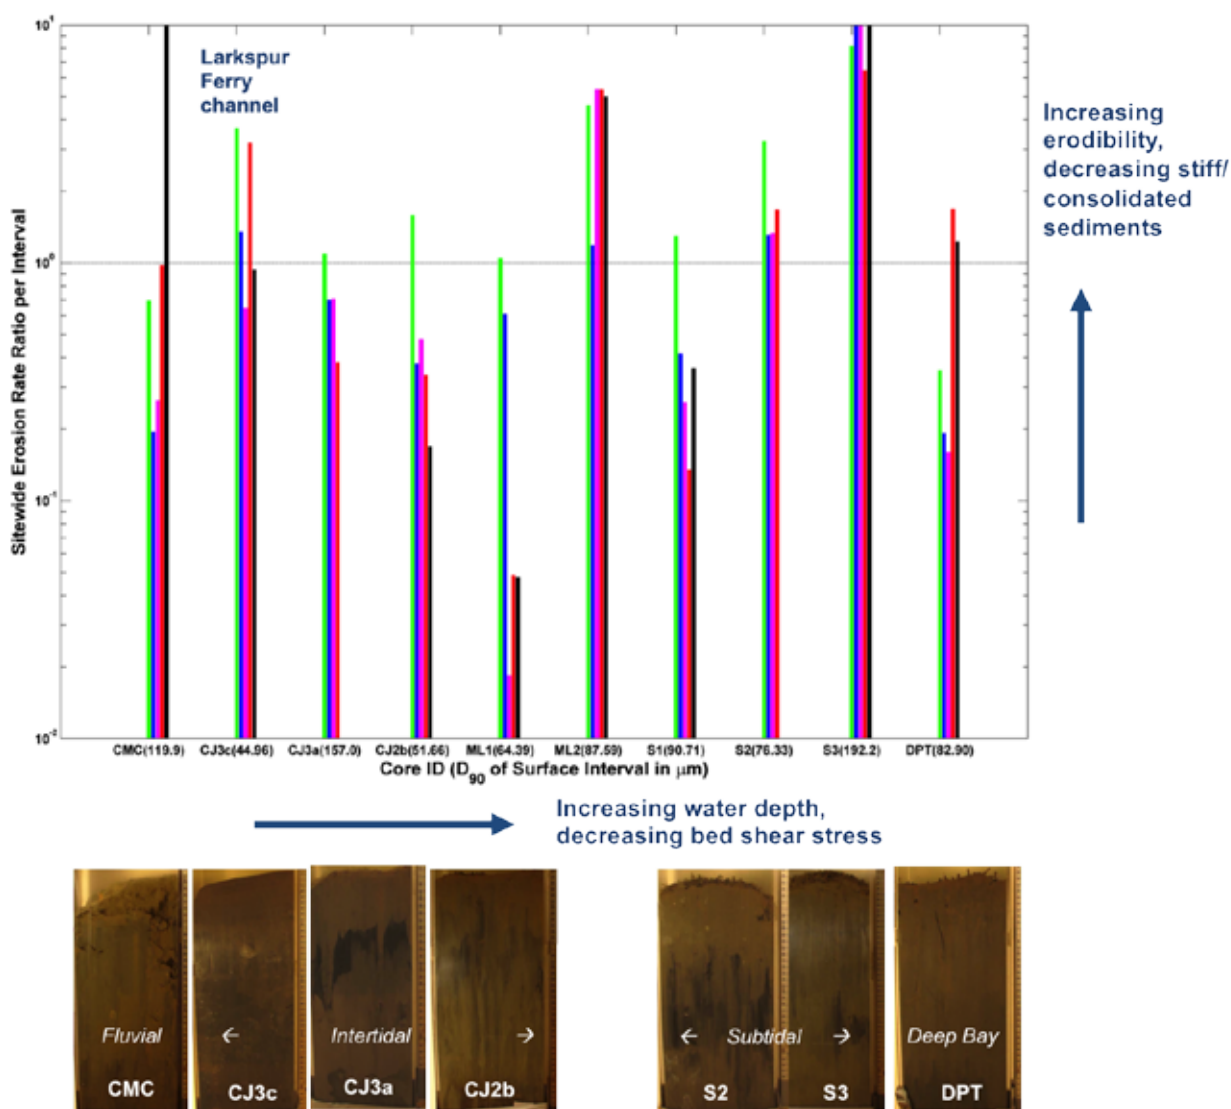 10^1
Larkspur
Ferry
channel
Increasing
erodibility,
decreasing stiff/
consolidated
sediments
10^0
10^-1
10^-2
Sitewide Erosion Rate Ratio per Interval
CMC(119.9) CJ3c(44.96) CJ3a(157.0) CJ2b(51.66) ML1(64.39) ML2(87.59) S1(90.71) S2(76.33) S3(192.2) DPT(82.90)
Core ID (D90 of Surface Interval in μm)
Increasing water depth,
decreasing bed shear stress
Fluvial ← Intertidal → ← Subtidal → Deep Bay
CMC CJ3c CJ3a CJ2b S2 S3 DPT